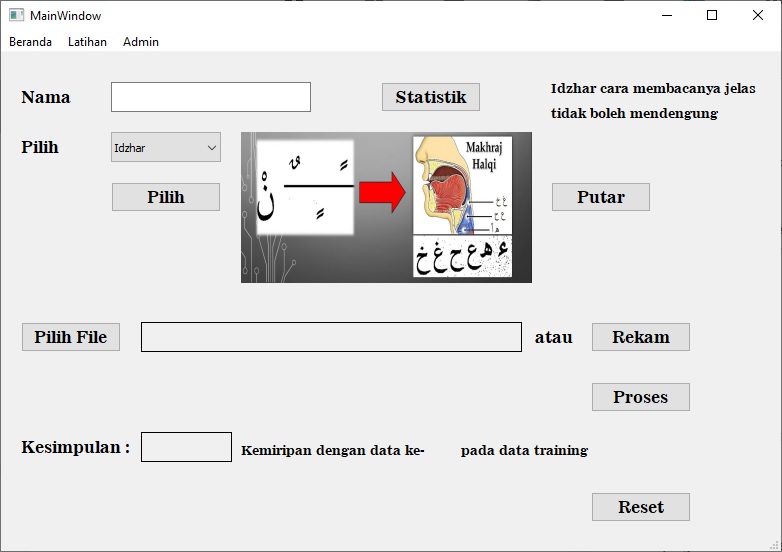 MainWindow
Beranda Latihan Admin
Nama
Statistik
Idzhar cara membacanya jelas
tidak boleh mendengung
Pilih
Idzhar
Makhraj
Halqi
نْ
Pilih
Putar
غ خ
ع ح
ء ه ع ح غ خ
Pilih File
atau
Rekam
Proses
Kesimpulan :
Kemiripan dengan data ke-
pada data training
Reset